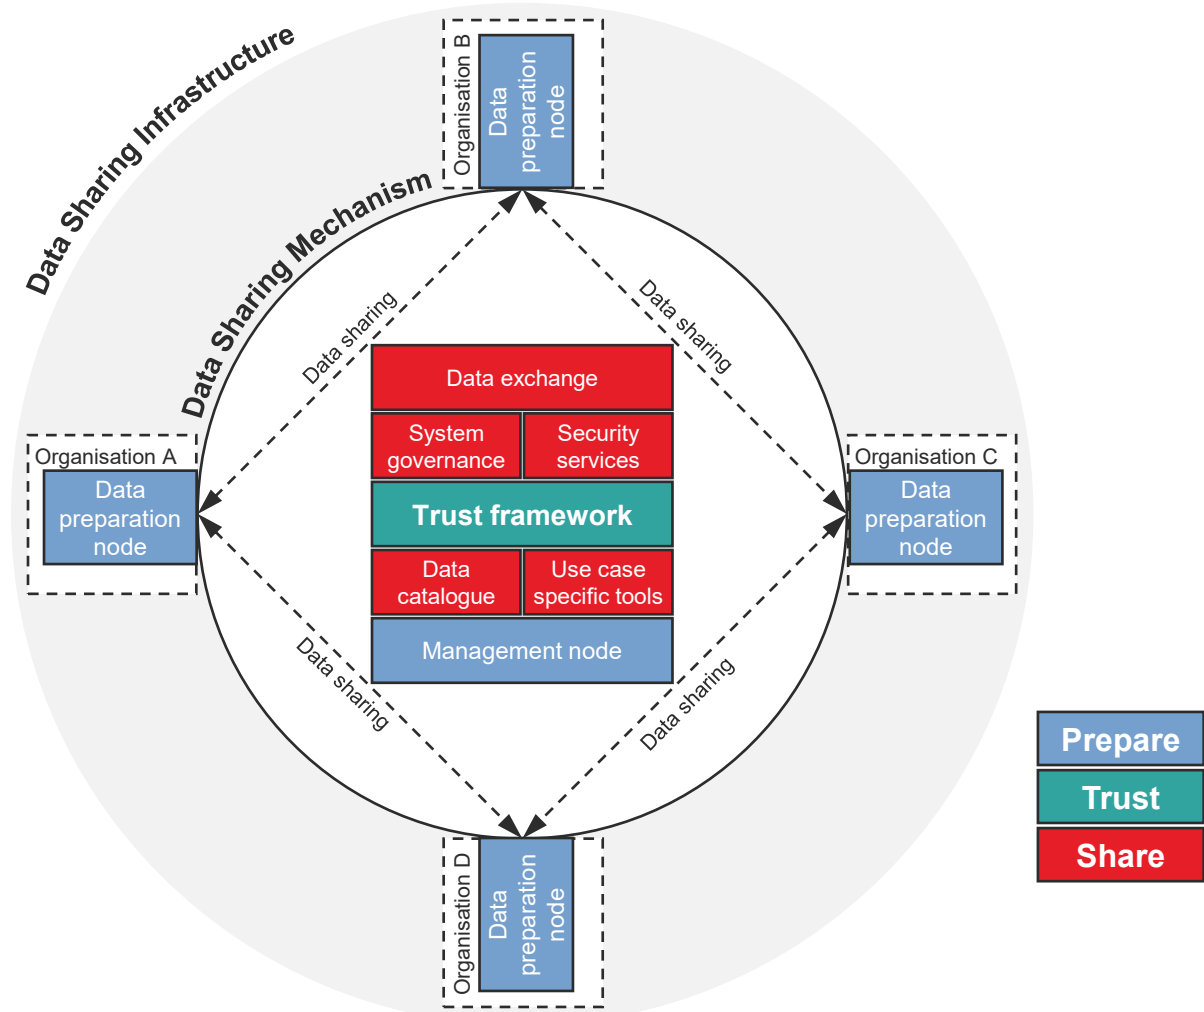 Data Sharing Infrastructure
Data Sharing Mechanism
Organisation B
Data
preparation
node
Data sharing
Data sharing
Data exchange
System
governance
Security
services
Trust framework
Data
catalogue
Use case
specific tools
Management node
Organisation A
Data
preparation
node
Organisation C
Data
preparation
node
Data sharing
Data sharing
Organisation D
Data
preparation
node
Prepare
Trust
Share